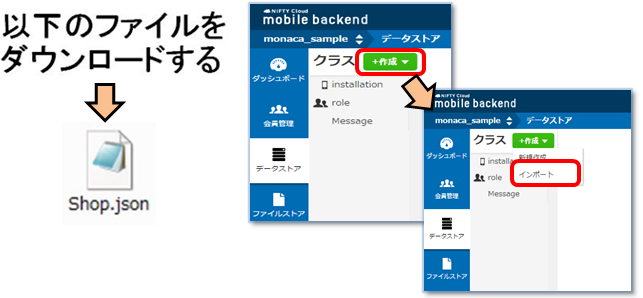 以下のファイルを
ダウンロードする
Shop.json
NIFTY Cloud
mobile backend
monaca_sample
データストア
ダッシュボード
会員管理
データストア
ファイルストア
クラス
+作成
installation
role
Message
NIFTY Cloud
mobile backend
monaca_sample
データストア
ダッシュボード
会員管理
データストア
ファイルストア
クラス
+作成
新規作成
インポート
installa
role
Message